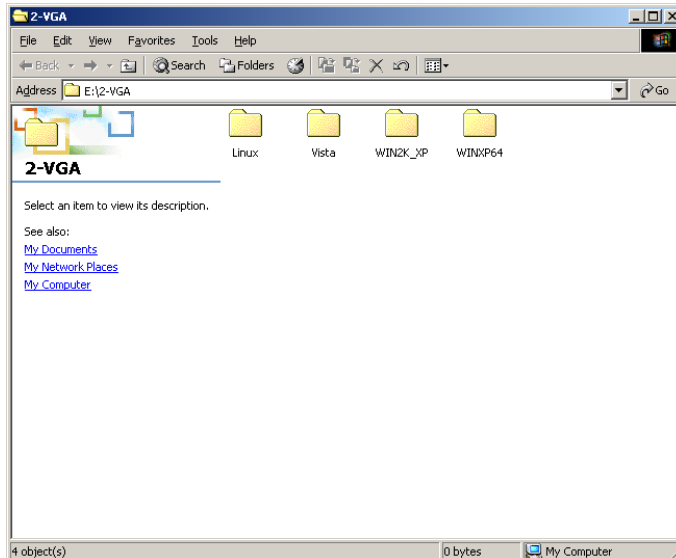 2-VGA
File Edit View Favorites Tools Help
Back Search Folders
Address E:\2-VGA Go
Linux Vista WIN2K_XP WINXP64
2-VGA
Select an item to view its description.
See also:
My Documents
My Network Places
My Computer
4 object(s) 0 bytes My Computer